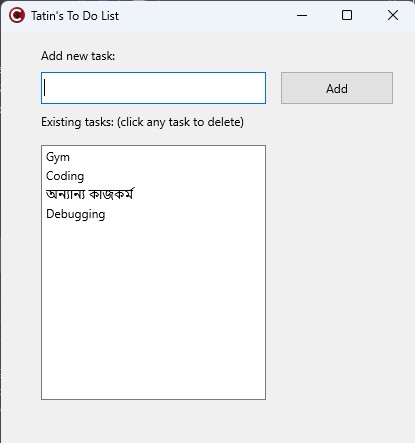 Tatin's To Do List
Add new task:
Add
Existing tasks: (click any task to delete)
Gym
Coding
অন্যান্য কাজকর্ম
Debugging